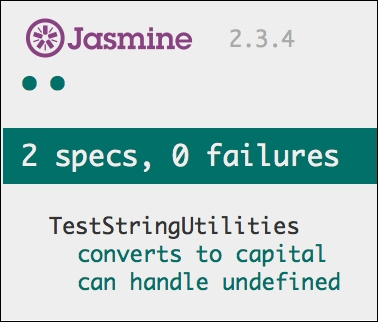 Jasmine 2.3.4
2 specs, 0 failures
TestStringUtilities
converts to capital
can handle undefined